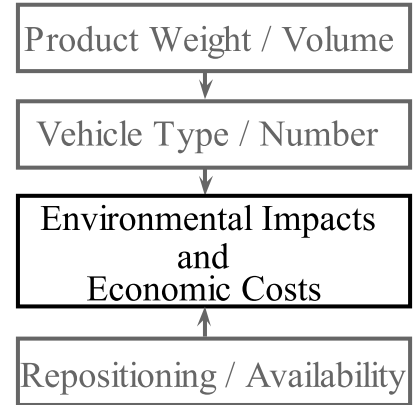 Product Weight / Volume
Vehicle Type / Number
Environmental Impacts
and
Economic Costs
Repositioning / Availability